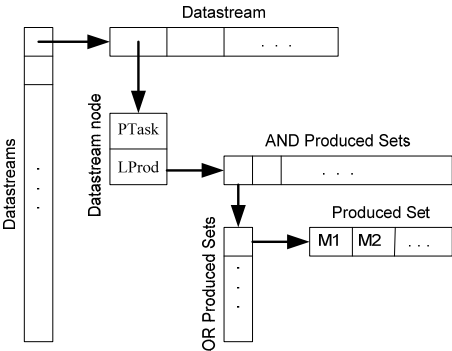 Datastream
. . .
Datastreams
. . .
Datastream node
PTask
LProd
AND Produced Sets
. . .
OR Produced Sets
. . .
Produced Set
M1 M2 . . .